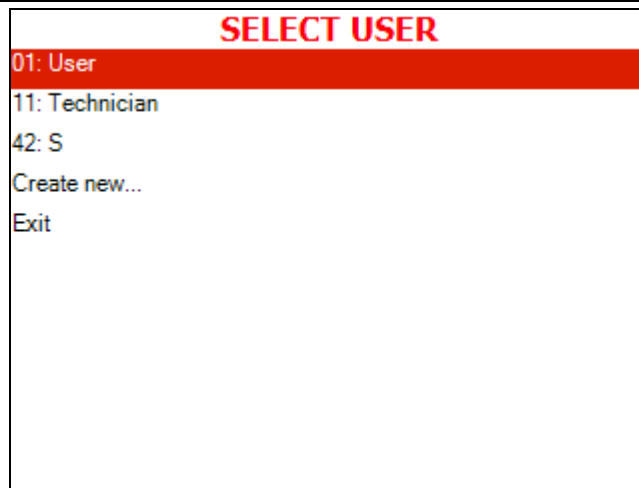 SELECT USER
01: User
11: Technician
42: S
Create new...
Exit